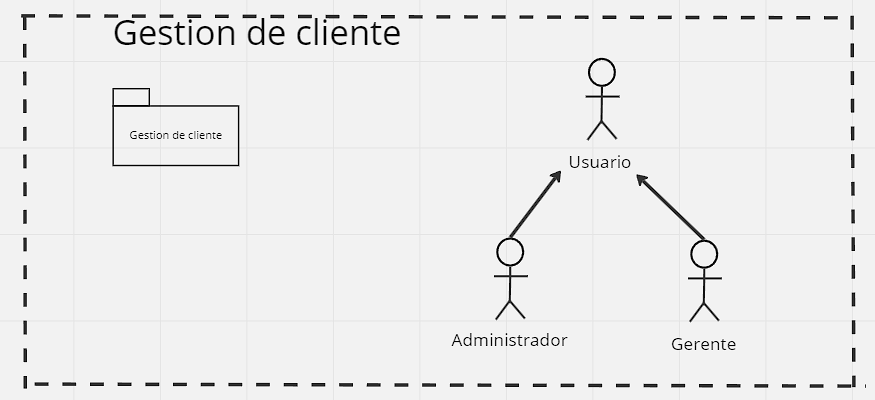 Gestion de cliente
Gestion de cliente
Usuario
Administrador
Gerente